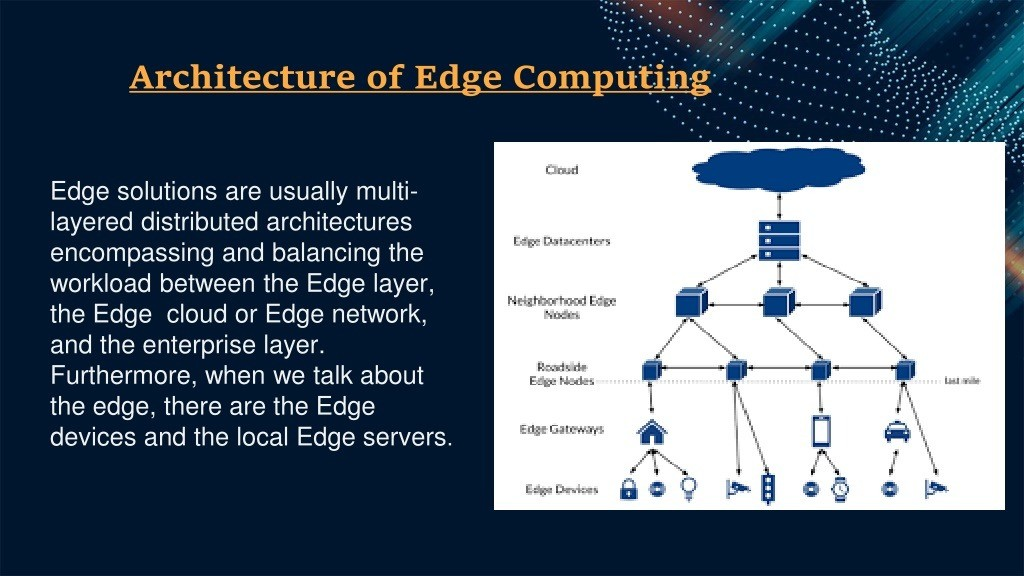 Architecture of Edge Computing
Edge solutions are usually multi-
layered distributed architectures
encompassing and balancing the
workload between the Edge layer,
the Edge  cloud or Edge network,
and the enterprise layer.
Furthermore, when we talk about
the edge, there are the Edge
devices and the local Edge servers.
Cloud
Edge Datacenters
Neighborhood Edge
Nodes
Roadside
Edge Nodes
last mile
Edge Gateways
Edge Devices